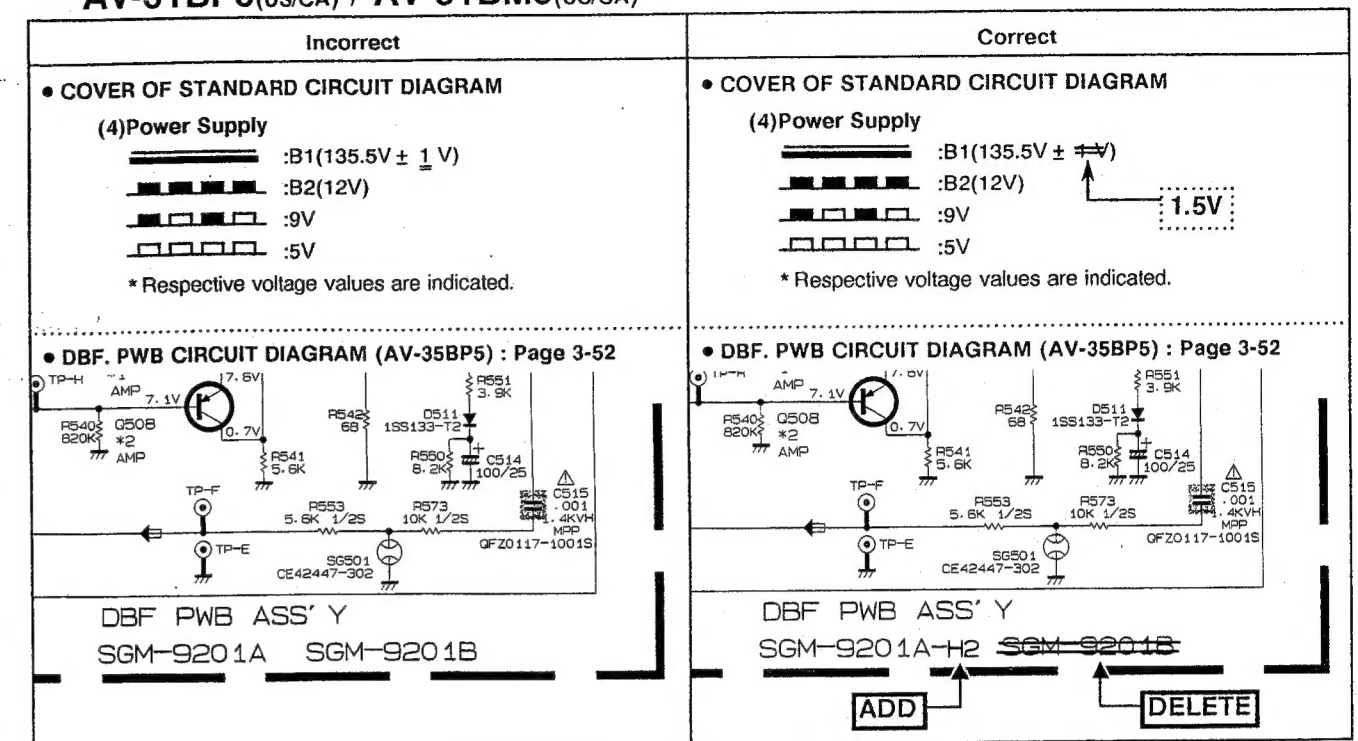 Incorrect
Correct
● COVER OF STANDARD CIRCUIT DIAGRAM
(4)Power Supply
:B1(135.5V ± 1 V)
:B2(12V)
:9V
:5V
* Respective voltage values are indicated.
● COVER OF STANDARD CIRCUIT DIAGRAM
(4)Power Supply
:B1(135.5V ± 1 V)
:B2(12V)
1.5V
:9V
:5V
* Respective voltage values are indicated.
● DBF. PWB CIRCUIT DIAGRAM (AV-35BP5) : Page 3-52
TP-H
AMP
7.1V
7.6V
R551
3.9K
R540
820K
Q508
*2
AMP
0.7V
R542
68
D511
1SS133-T2
R541
5.6K
R550
8.2K
+
C514
100/25
TP-F
R553
5.6K 1/2S
R573
10K 1/2S
C515
.001
1.4KVH
MPP
QFZ0117-1001S
TP-E
SG501
CE42447-302
DBF PWB ASS'Y
SGM-9201A SGM-9201B
● DBF. PWB CIRCUIT DIAGRAM (AV-35BP5) : Page 3-52
AMP
7.1V
R551
3.9K
R540
820K
Q508
*2
AMP
0.7V
R542
68
D511
1SS133-T2
R541
5.6K
R550
8.2K
+
C514
100/25
TP-F
R553
5.6K 1/2S
R573
10K 1/2S
C515
.001
1.4KVH
MPP
QFZ0117-1001S
TP-E
SG501
CE42447-302
DBF PWB ASS'Y
SGM-9201A-H2 SGM-9201B
ADD
DELETE